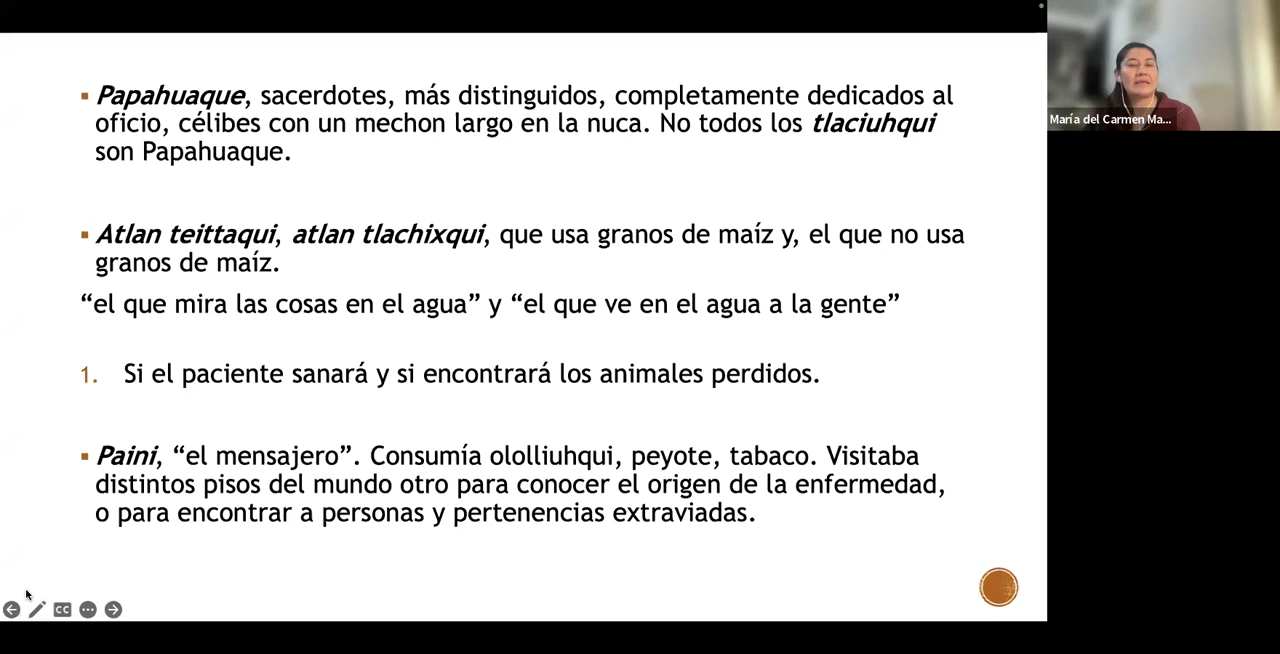 Papahuaque, sacerdotes, más distinguidos, completamente dedicados al
oficio, célibes con un mechon largo en la nuca. No todos los tlaciuhqui
son Papahuaque.
Atlan teittaqui, atlan tlachixqui, que usa granos de maíz y, el que no usa
granos de maíz.
“el que mira las cosas en el agua” y “el que ve en el agua a la gente”
1. Si el paciente sanará y si encontrará los animales perdidos.
Paini, “el mensajero”. Consumía ololliuhqui, peyote, tabaco. Visitaba
distintos pisos del mundo otro para conocer el origen de la enfermedad,
o para encontrar a personas y pertenencias extraviadas.
María del Carmen Ma...
CC